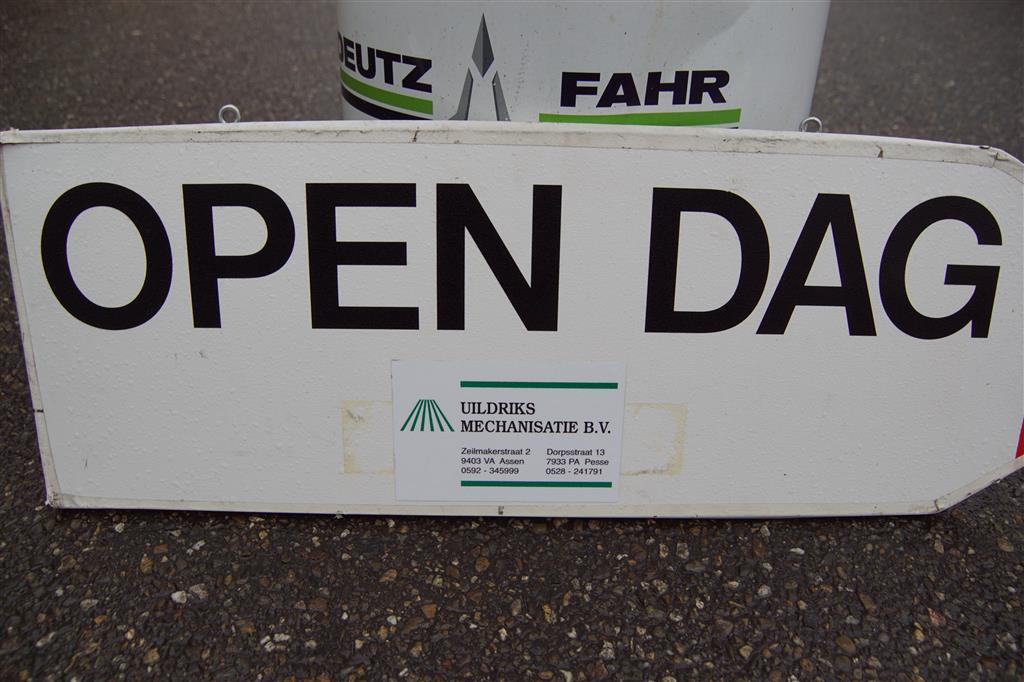 DEUTZ FAHR
OPEN DAG
UILDRIKS
MECHANISATIE B.V.
Zeilmakerstraat 2 Dorpsstraat 13
9403 VA Assen 7933 PA Pesse
0592 - 345999 0528 - 241791